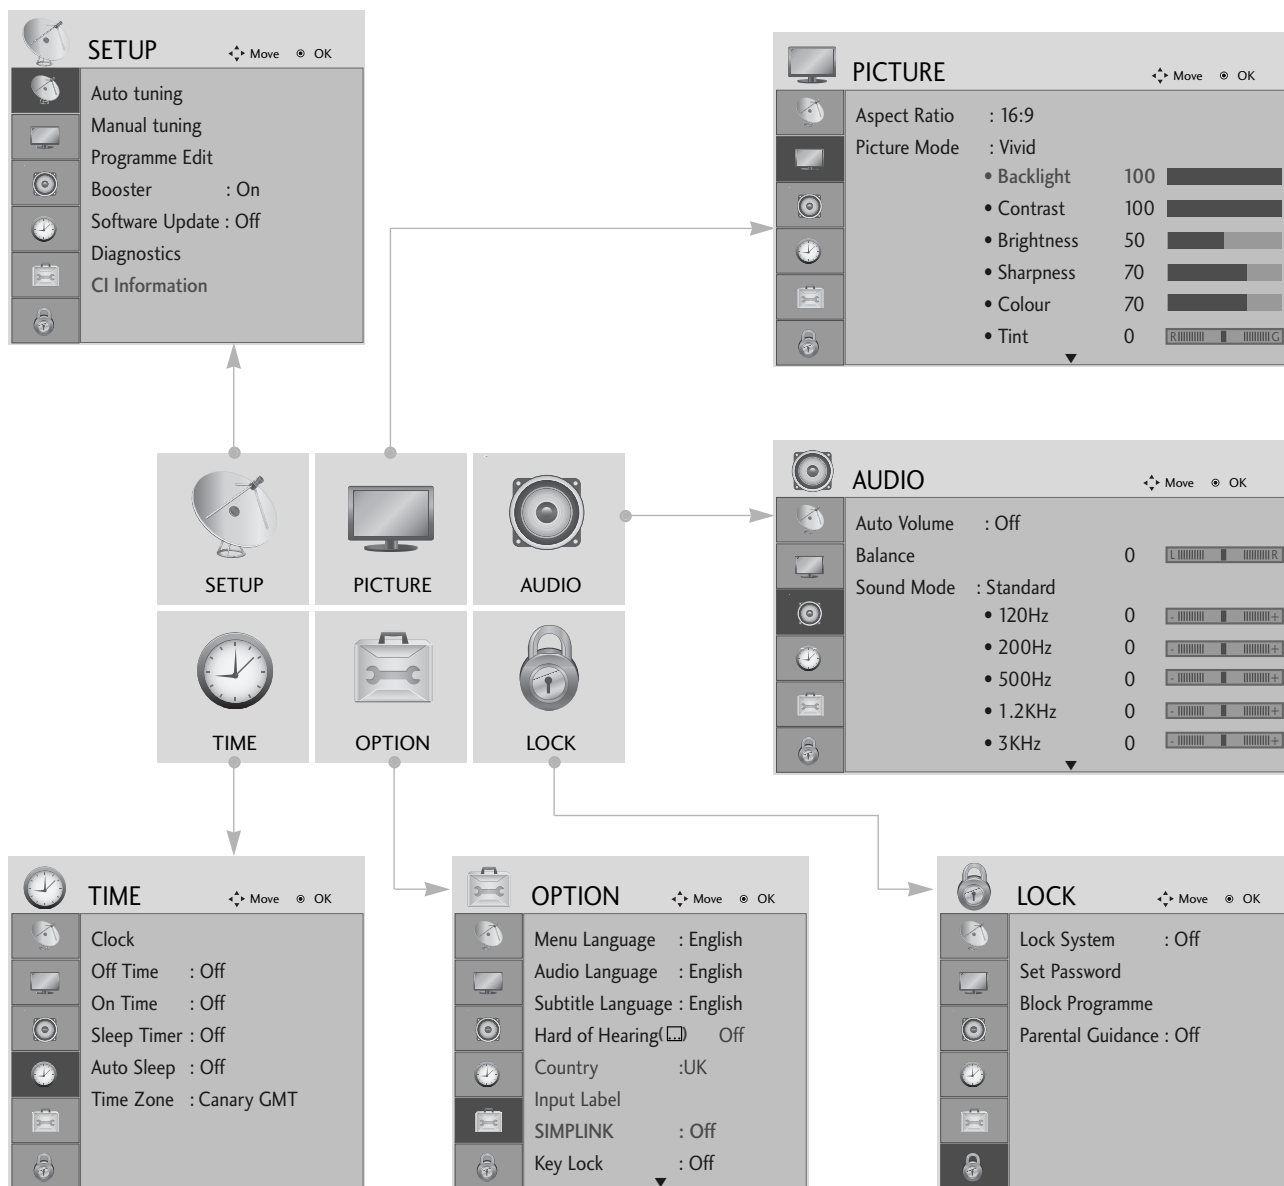 SETUP
Move OK
Auto tuning
Manual tuning
Programme Edit
Booster : On
Software Update : Off
Diagnostics
CI Information
PICTURE
Move OK
Aspect Ratio : 16:9
Picture Mode : Vivid
• Backlight 100
• Contrast 100
• Brightness 50
• Sharpness 70
• Colour 70
• Tint 0 R G
SETUP
PICTURE
AUDIO
TIME
OPTION
LOCK
AUDIO
Move OK
Auto Volume : Off
Balance 0 L R
Sound Mode : Standard
• 120Hz 0 - +
• 200Hz 0 - +
• 500Hz 0 - +
• 1.2KHz 0 - +
• 3KHz 0 - +
TIME
Move OK
Clock
Off Time : Off
On Time : Off
Sleep Timer : Off
Auto Sleep : Off
Time Zone : Canary GMT
OPTION
Move OK
Menu Language : English
Audio Language : English
Subtitle Language : English
Hard of Hearing( ) Off
Country :UK
Input Label
SIMPLINK : Off
Key Lock : Off
LOCK
Move OK
Lock System : Off
Set Password
Block Programme
Parental Guidance : Off